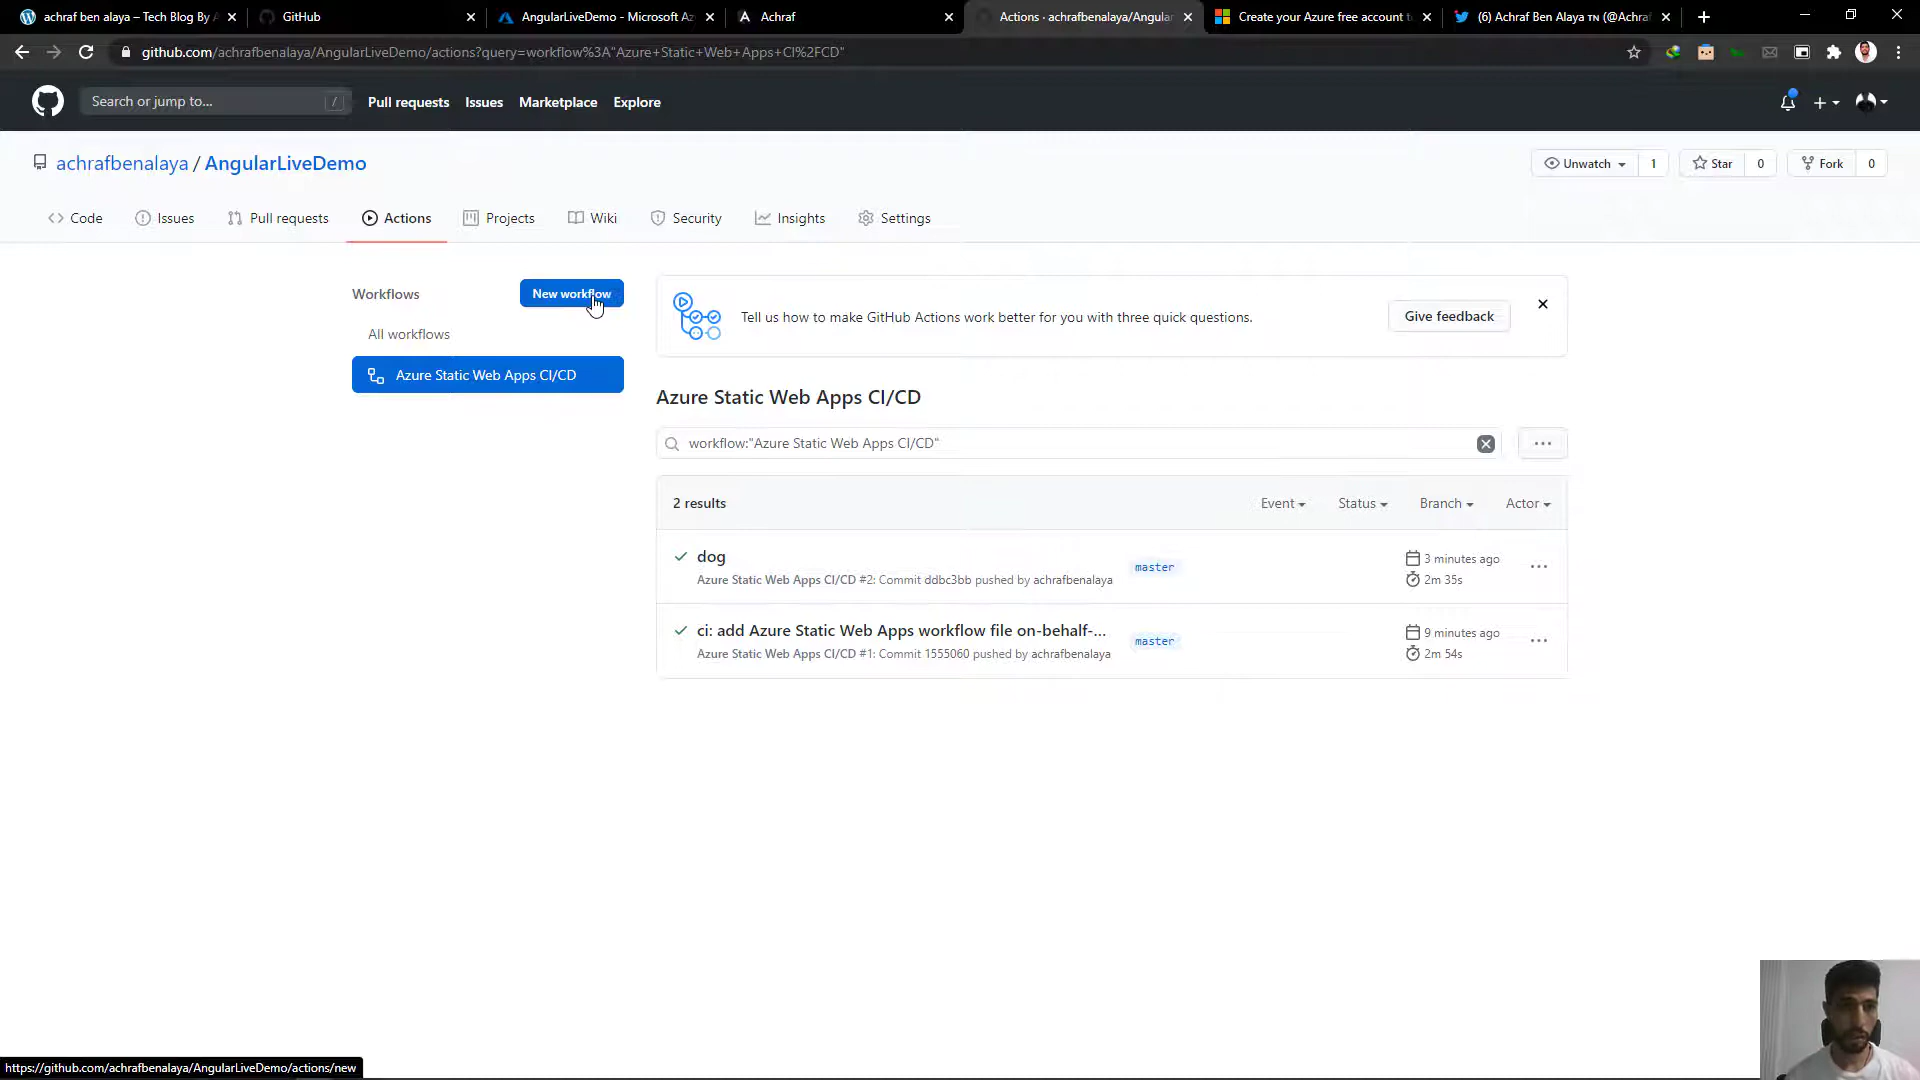 achraf ben alaya – Tech Blog By A
GitHub
AngularLiveDemo - Microsoft Az
Achraf
Actions · achrafbenalaya/Angular
Create your Azure free account t
(6) Achraf Ben Alaya TN (@Achra
github.com/achrafbenalaya/AngularLiveDemo/actions?query=workflow%3A"Azure+Static+Web+Apps+CI%2FCD"
Search or jump to... /
Pull requests Issues Marketplace Explore
achrafbenalaya / AngularLiveDemo
Unwatch 1 Star 0 Fork 0
Code Issues Pull requests Actions Projects Wiki Security Insights Settings
Workflows
New workflow
All workflows
Azure Static Web Apps CI/CD
Tell us how to make GitHub Actions work better for you with three quick questions.
Give feedback
Azure Static Web Apps CI/CD
workflow:"Azure Static Web Apps CI/CD"
2 results Event Status Branch Actor
dog
Azure Static Web Apps CI/CD #2: Commit ddbc3bb pushed by achrafbenalaya
master
3 minutes ago
2m 35s
ci: add Azure Static Web Apps workflow file on-behalf-...
Azure Static Web Apps CI/CD #1: Commit 1555060 pushed by achrafbenalaya
master
9 minutes ago
2m 54s
https://github.com/achrafbenalaya/AngularLiveDemo/actions/new